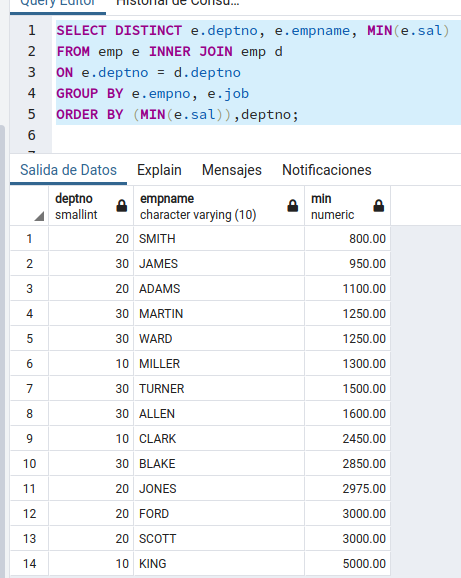 Query Editor Historial de Consu...
1 SELECT DISTINCT e.deptno, e.empname, MIN(e.sal)
2 FROM emp e INNER JOIN emp d
3 ON e.deptno = d.deptno
4 GROUP BY e.empno, e.job
5 ORDER BY (MIN(e.sal)),deptno;
6
Salida de Datos Explain Mensajes Notificaciones
deptno empname min
smallint character varying (10) numeric
1 20 SMITH 800.00
2 30 JAMES 950.00
3 20 ADAMS 1100.00
4 30 MARTIN 1250.00
5 30 WARD 1250.00
6 10 MILLER 1300.00
7 30 TURNER 1500.00
8 30 ALLEN 1600.00
9 10 CLARK 2450.00
10 30 BLAKE 2850.00
11 20 JONES 2975.00
12 20 FORD 3000.00
13 20 SCOTT 3000.00
14 10 KING 5000.00